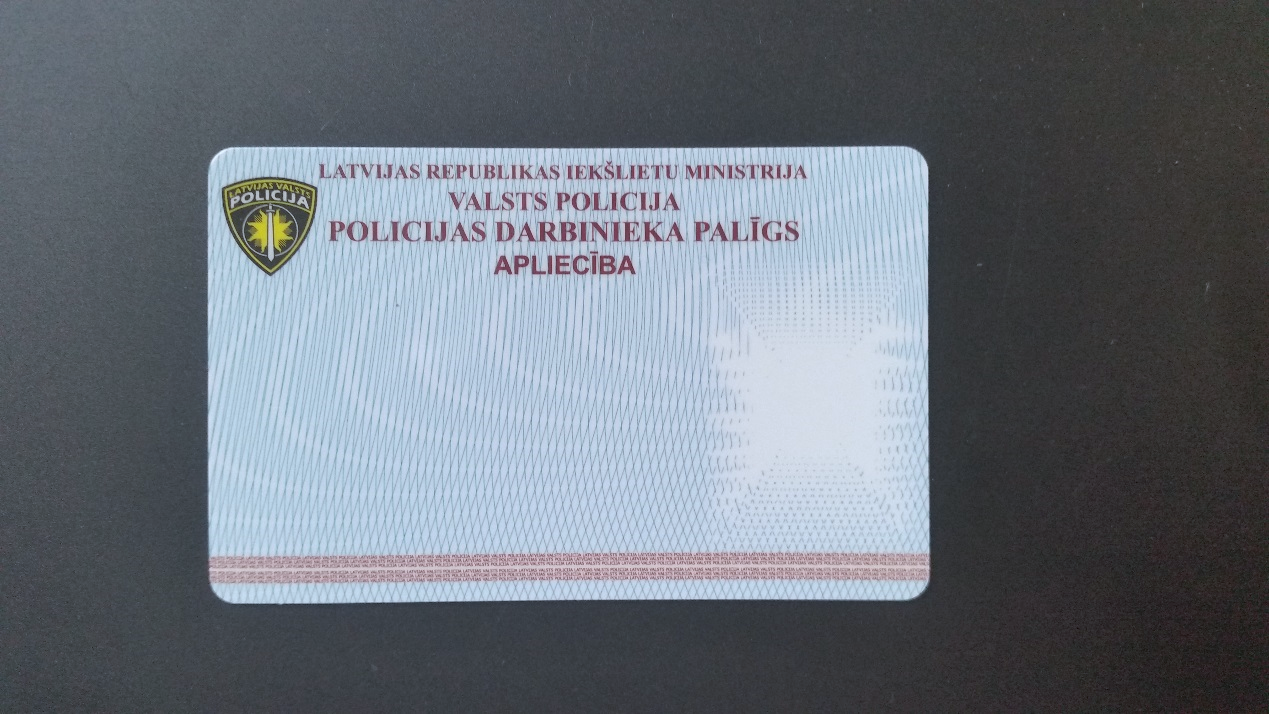 LATVIJAS REPUBLIKAS IEKŠLIETU MINISTRIJA
VALSTS POLICIJA
POLICIJAS DARBINIEKA PALĪGS
APLIECĪBA
LATVIJAS VALSTS
POLICIJA